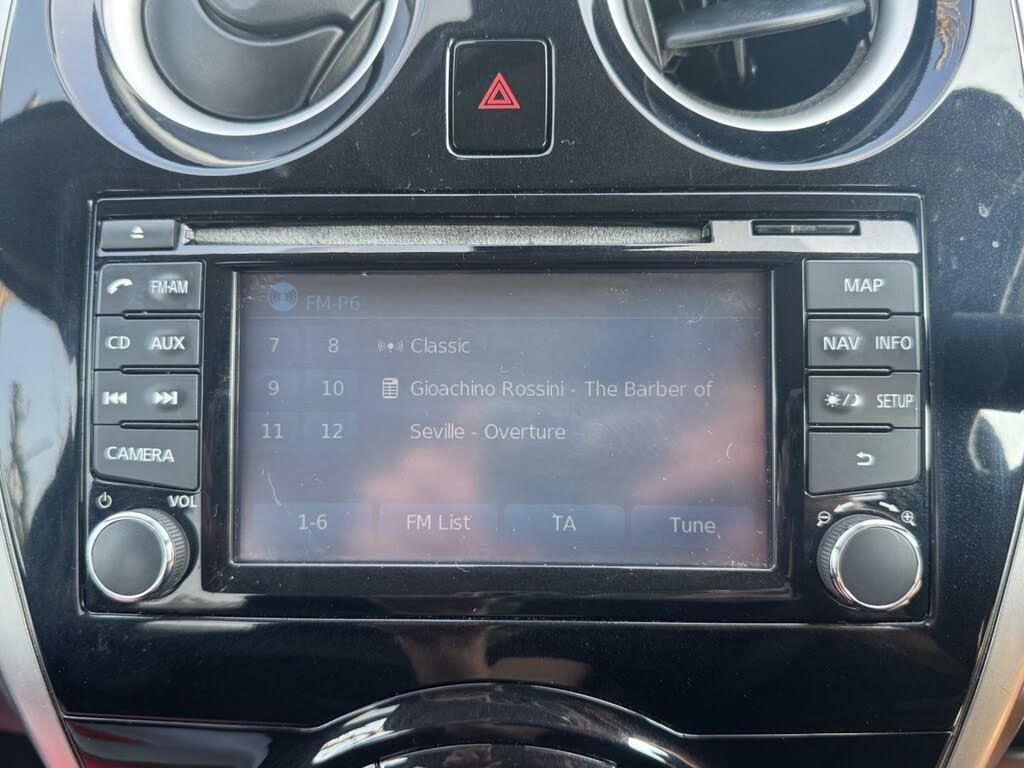 FM-P6
FM·AM
MAP
7 8 Classic
CD AUX
NAV INFO
9 10 Gioachino Rossini - The Barber of
SETUP
11 12 Seville - Overture
CAMERA
VOL
1-6 FM List TA Tune